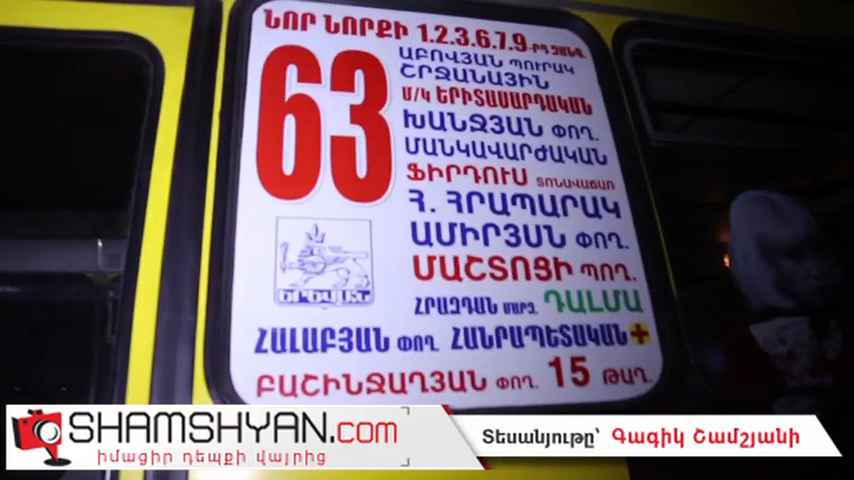 ՆՈՐ ՆՈՐՔԻ 1.2.3.6.7.9-ՐԴ ԶԱՆԳ.
63
ԱԲՈՎՅԱՆ ՊՈՒՐԱԿ
ՇՐՋԱՆԱՅԻՆ
Մ/Կ ԵՐԻՏԱՍԱՐԴԱԿԱՆ
ԽԱՆՋՅԱՆ ՓՈՂ.
ՄԱՆԿԱՎԱՐԺԱԿԱՆ
ՖԻՐԴՈՒՍ ՏՈՆԱՎԱՃԱՌ
Հ. ՀՐԱՊԱՐԱԿ
ԱՄԻՐՅԱՆ ՓՈՂ.
ՄԱՇՏՈՑԻ ՊՈՂ.
ԵՐԵՎԱՆ
ՀՐԱԶԴԱՆ ՄԱՐԶ. ԴԱԼՄԱ
ՀԱԼԱԲՅԱՆ ՓՈՂ. ՀԱՆՐԱՊԵՏԱԿԱՆ
ԲԱՇԻՆՋԱՂՅԱՆ ՓՈՂ. 15 ԹԱՂ.
SHAMSHYAN.com
իմացիր դեպքի վայրից
Տեսանյութը՝ Գագիկ Շամշյանի